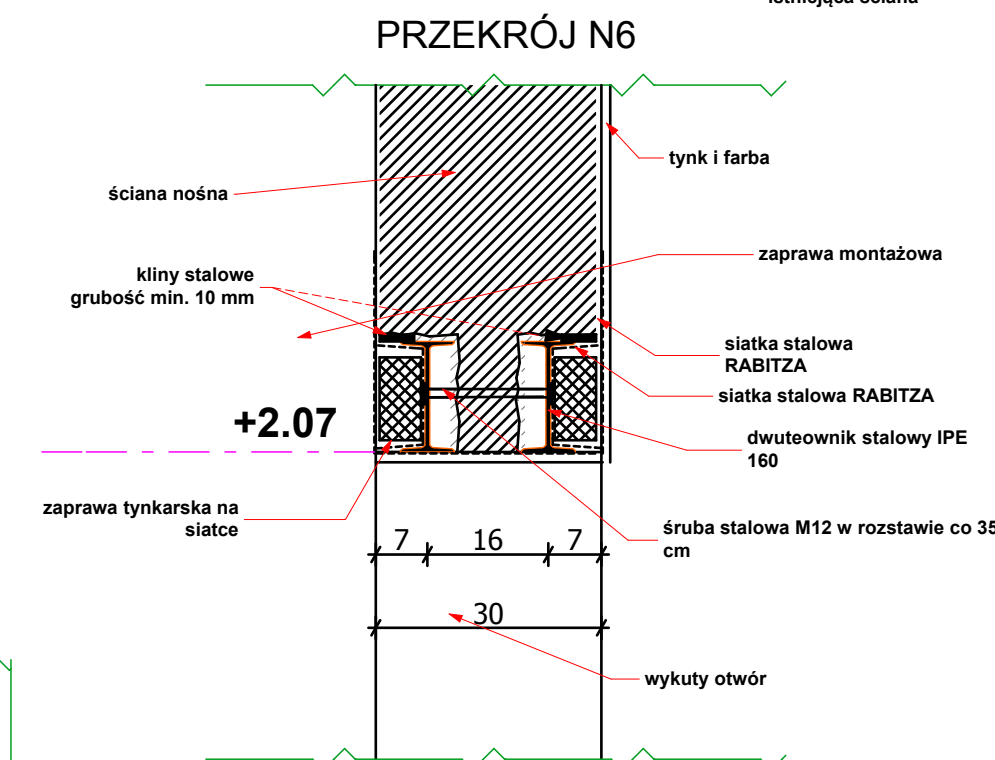 PRZEKRÓJ N6
tynk i farba
ściana nośna
zaprawa montażowa
kliny stalowe
grubość min. 10 mm
siatka stalowa
RABITZA
siatka stalowa RABITZA
+2.07
dwuteownik stalowy IPE
160
zaprawa tynkarska na
siatce
śruba stalowa M12 w rozstawie co 35
cm
7 16 7
30
wykuty otwór